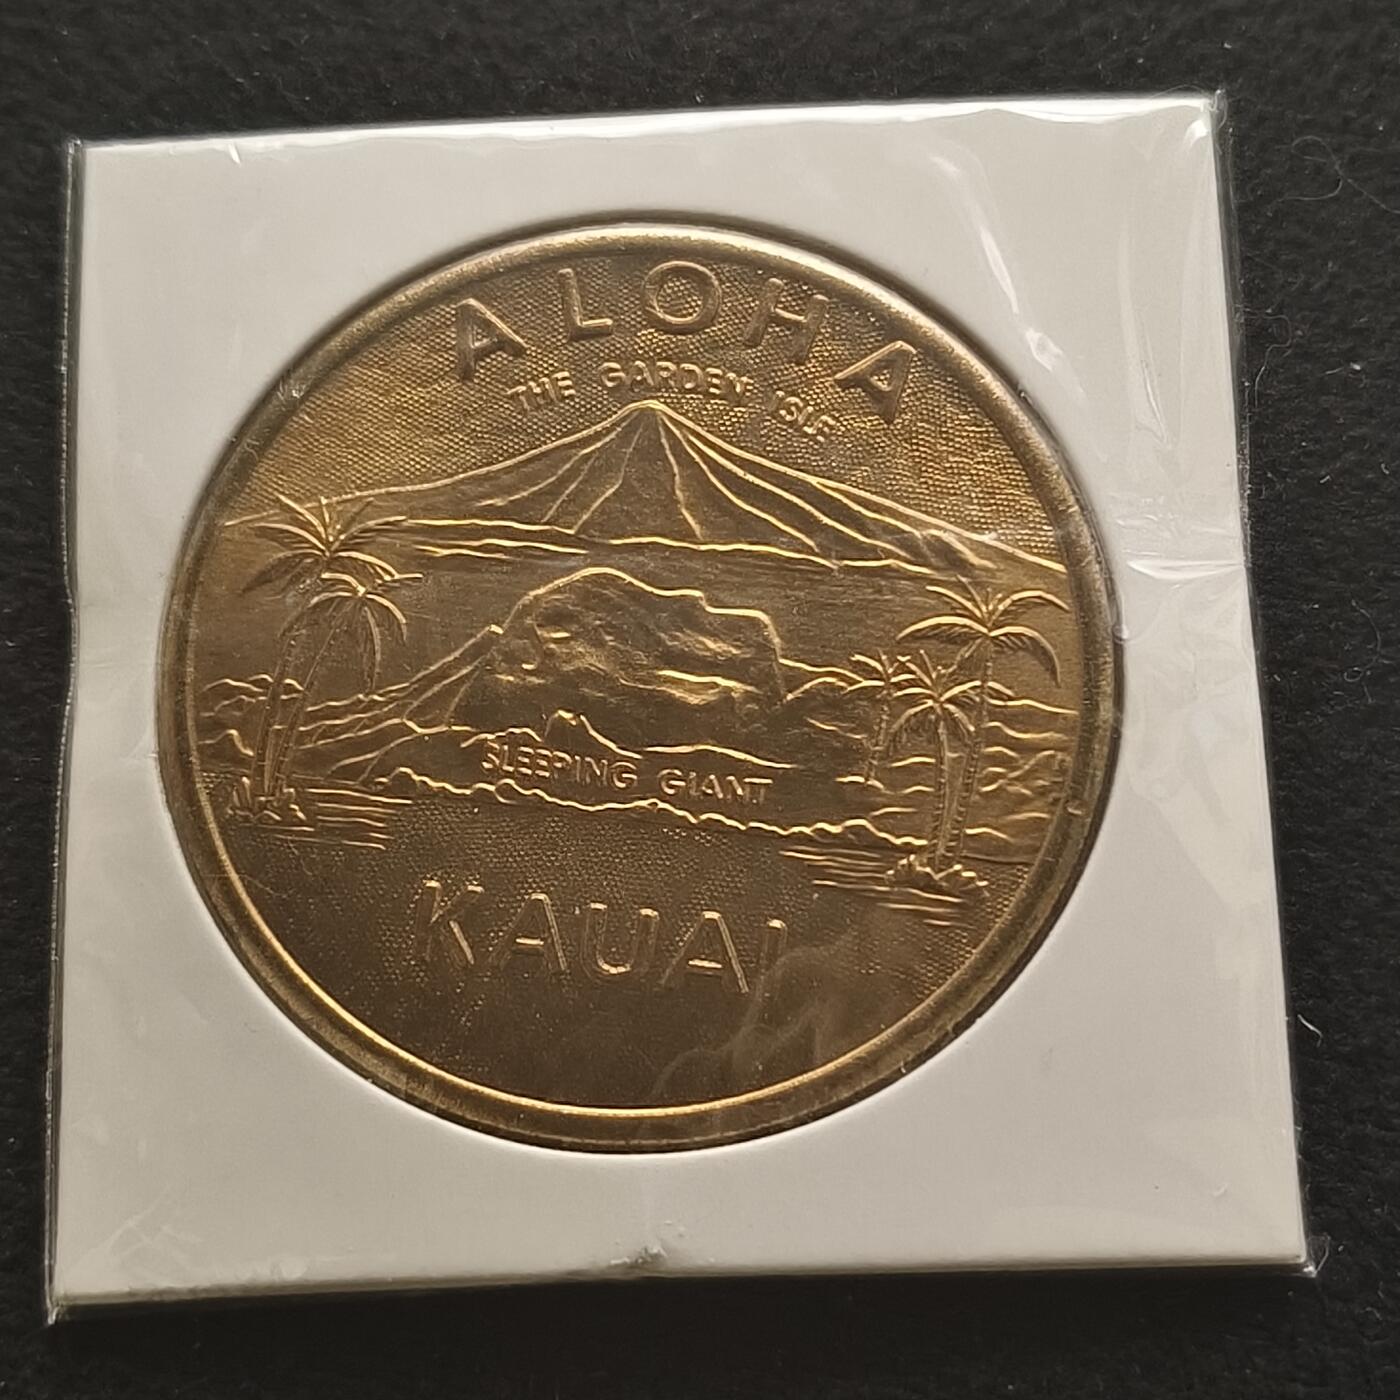 ALOHA
THE GARDEN ISLE
SLEEPING GIANT
KAUAI